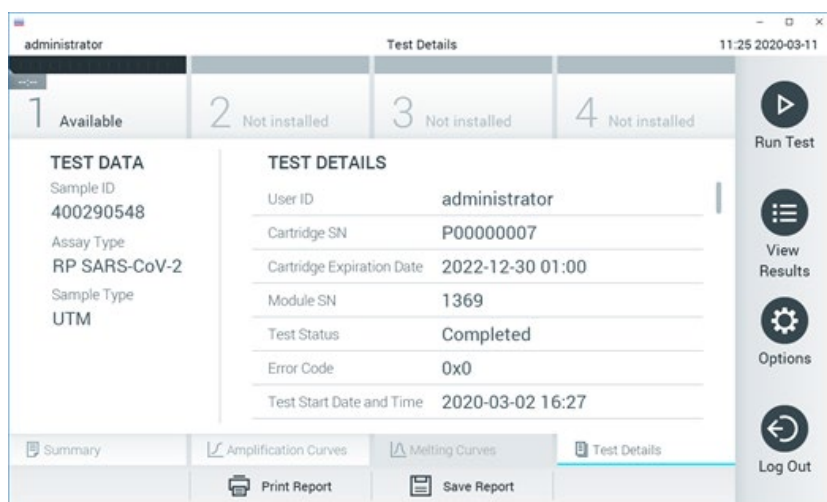 administrator Test Details 11:25 2020-03-11
--:--
1 Available 2 Not installed 3 Not installed 4 Not installed
Run Test
View
Results
Options
Log Out
TEST DATA
Sample ID
400290548
Assay Type
RP SARS-CoV-2
Sample Type
UTM
TEST DETAILS
User ID administrator
Cartridge SN P00000007
Cartridge Expiration Date 2022-12-30 01:00
Module SN 1369
Test Status Completed
Error Code 0x0
Test Start Date and Time 2020-03-02 16:27
Summary Amplification Curves Melting Curves Test Details
Print Report Save Report